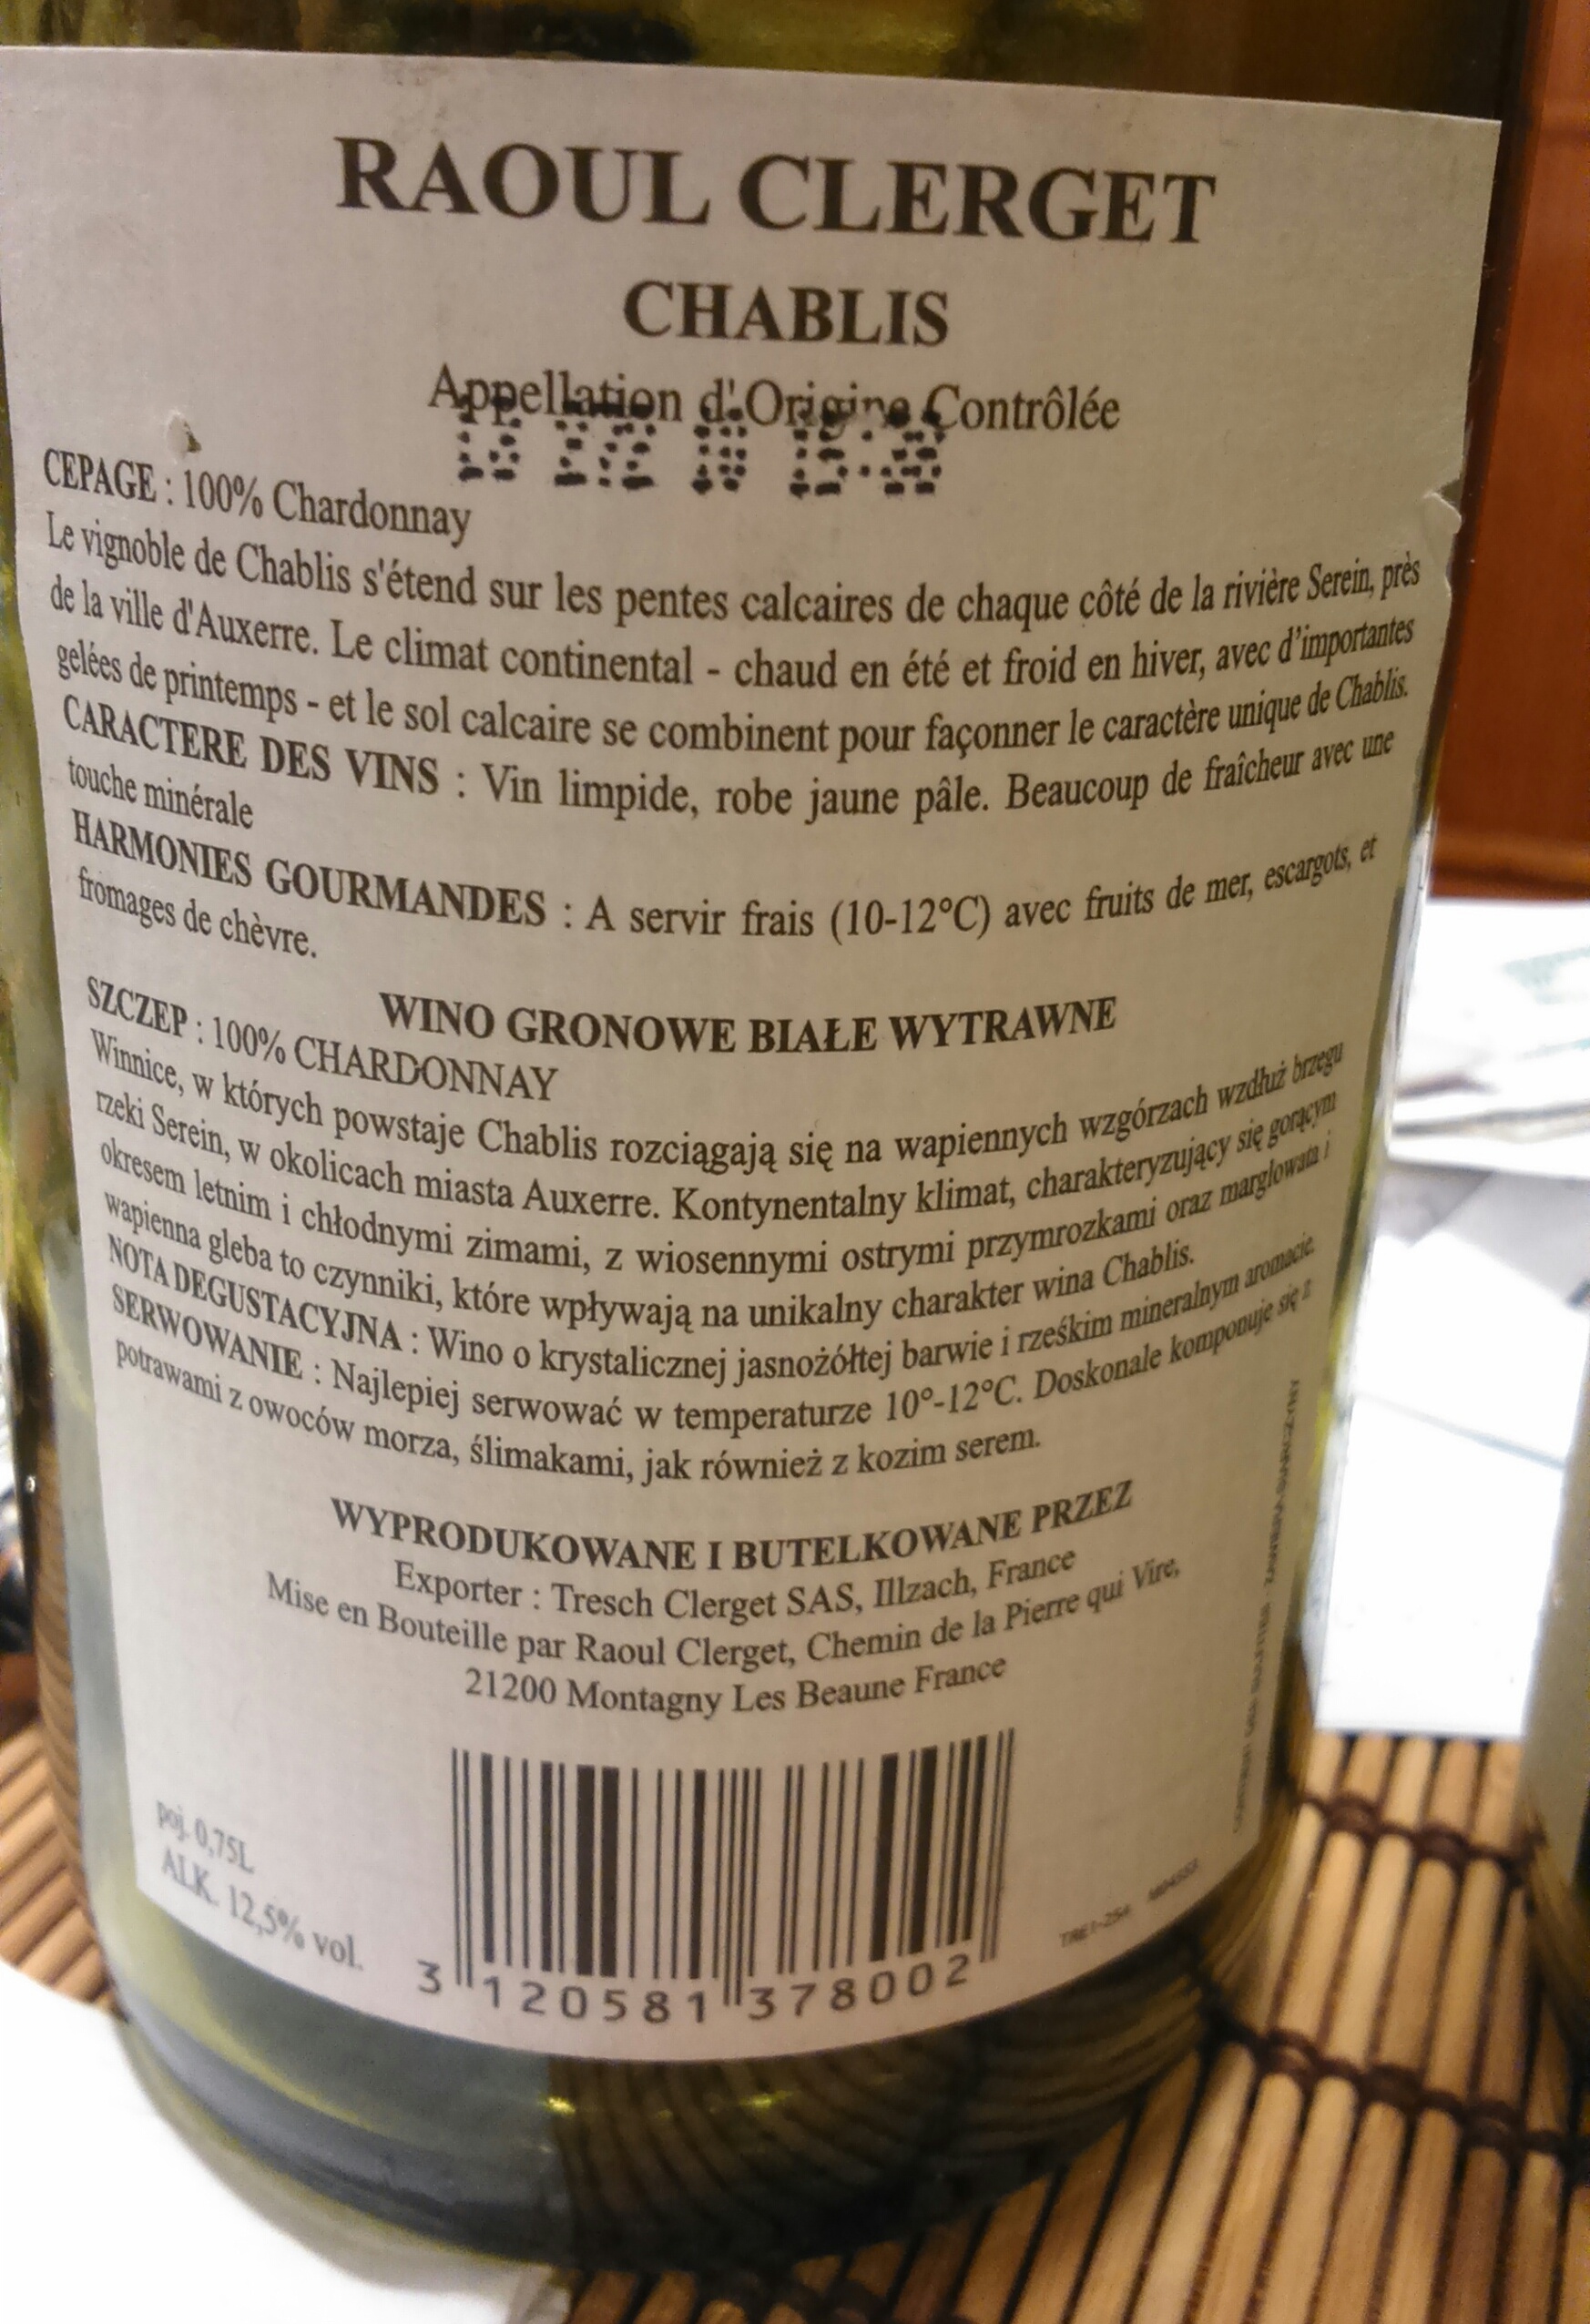 RAOUL CLERGET
CHABLIS
Appellation d'Origine Contrôlée
CEPAGE : 100% Chardonnay
Le vignoble de Chablis s'étend sur les pentes calcaires de chaque côté de la rivière Serein, près
de la ville d'Auxerre. Le climat continental - chaud en été et froid en hiver, avec d'importantes
gelées de printemps - et le sol calcaire se combinent pour façonner le caractère unique de Chablis.
CARACTERE DES VINS : Vin limpide, robe jaune pâle. Beaucoup de fraîcheur avec une
touche minérale
HARMONIES GOURMANDES : A servir frais (10-12°C) avec fruits de mer, escargots, et
fromages de chèvre.
WINO GRONOWE BIAŁE WYTRAWNE
SZCZEP : 100% CHARDONNAY
Winnice, w których powstaje Chablis rozciągają się na wapiennych wzgórzach wzdłuż brzegu
rzeki Serein, w okolicach miasta Auxerre. Kontynentalny klimat, charakteryzujący się gorącym
okresem letnim i chłodnymi zimami, z wiosennymi ostrymi przymrozkami oraz marglowata i
wapienna gleba to czynniki, które wpływają na unikalny charakter wina Chablis.
NOTA DEGUSTACYJNA : Wino o krystalicznej jasnożółtej barwie i rześkim mineralnym aromacie.
SERWOWANIE : Najlepiej serwować w temperaturze 10°-12°C. Doskonale komponuje się z
potrawami z owoców morza, ślimakami, jak również z kozim serem.
WYPRODUKOWANE I BUTELKOWANE PRZEZ
Exporter : Tresch Clerget SAS, Illzach, France
Mise en Bouteille par Raoul Clerget, Chemin de la Pierre qui Vire,
21200 Montagny Les Beaune France
poj. 0,75L
ALK. 12,5% vol.
3 120581 378002